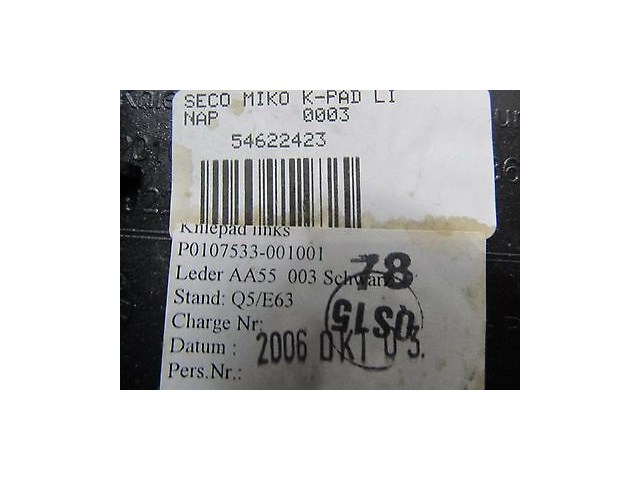 SECO MIKO K-PAD LI
NAP 0003
54622423
Kniepad links
P0107533-001001
Leder AA55 003 Schwarz
Stand: Q5/E63
Charge Nr:
Datum : 2006 OKT 03.
Pers.Nr.:
78
QS15